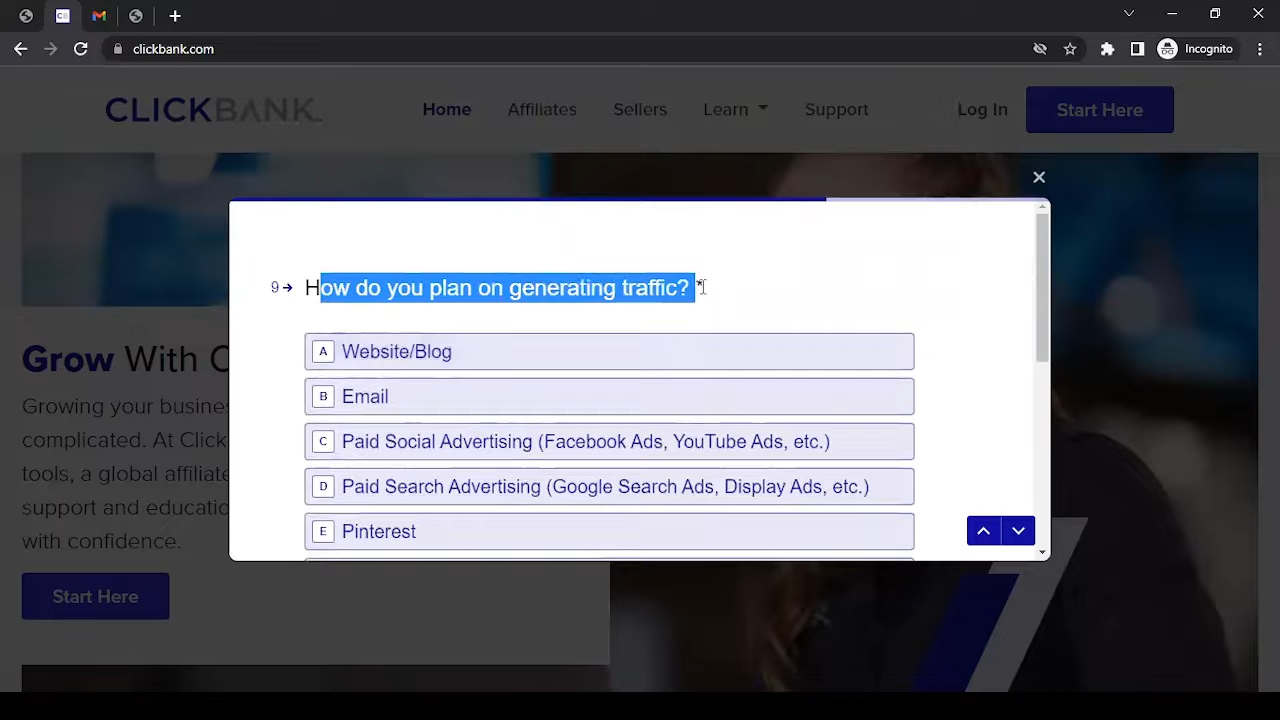 clickbank.com
Incognito
CLICKBANK.
Home
Affiliates
Sellers
Learn
Support
Log In
Start Here
9 How do you plan on generating traffic? *
A Website/Blog
B Email
C Paid Social Advertising (Facebook Ads, YouTube Ads, etc.)
D Paid Search Advertising (Google Search Ads, Display Ads, etc.)
E Pinterest
Grow With C
Growing your busines
complicated. At Click
tools, a global affiliate
support and educatio
with confidence.
Start Here